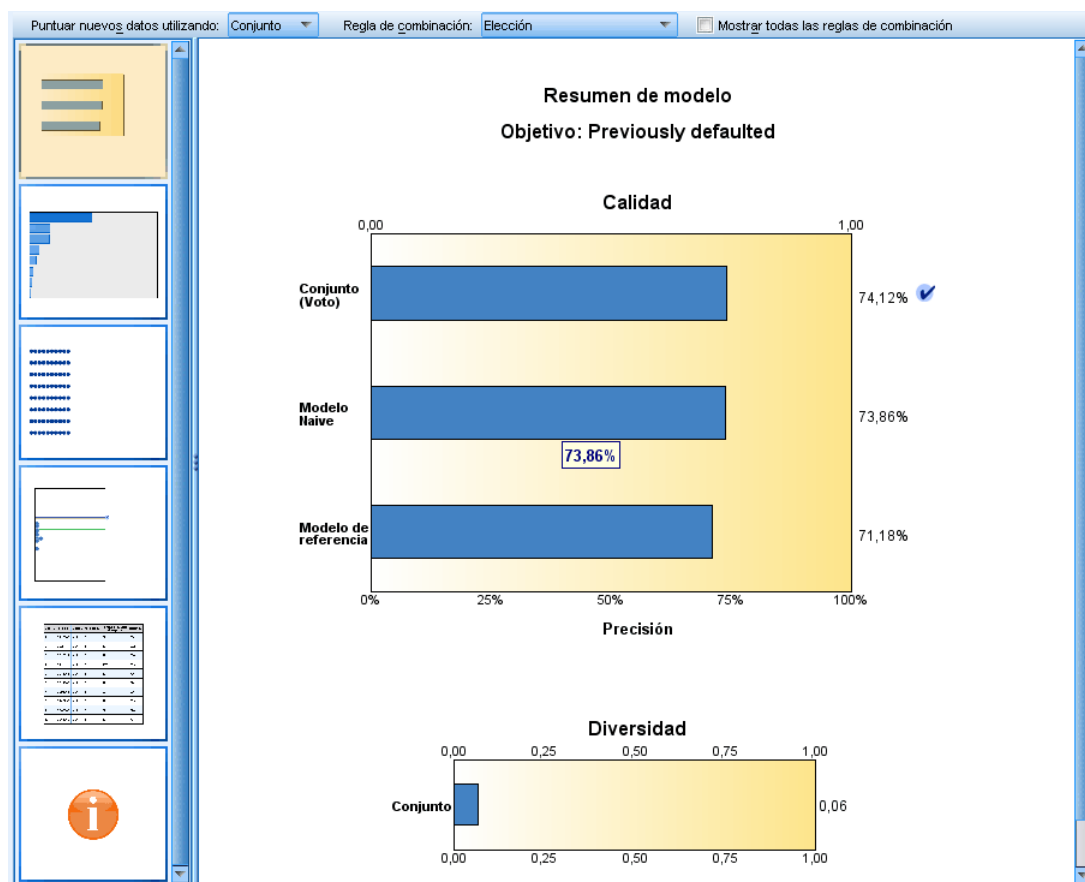 Puntuar nuevos datos utilizando: Conjunto Regla de combinación: Elección Mostrar todas las reglas de combinación
Resumen de modelo
Objetivo: Previously defaulted
Calidad
0,00 1,00
Conjunto
(Voto)
74,12%
Modelo
Naive
73,86%
73,86%
Modelo de
referencia
71,18%
0% 25% 50% 75% 100%
Precisión
Diversidad
0,00 0,25 0,50 0,75 1,00
Conjunto 0,06
0,00 0,25 0,50 0,75 1,00